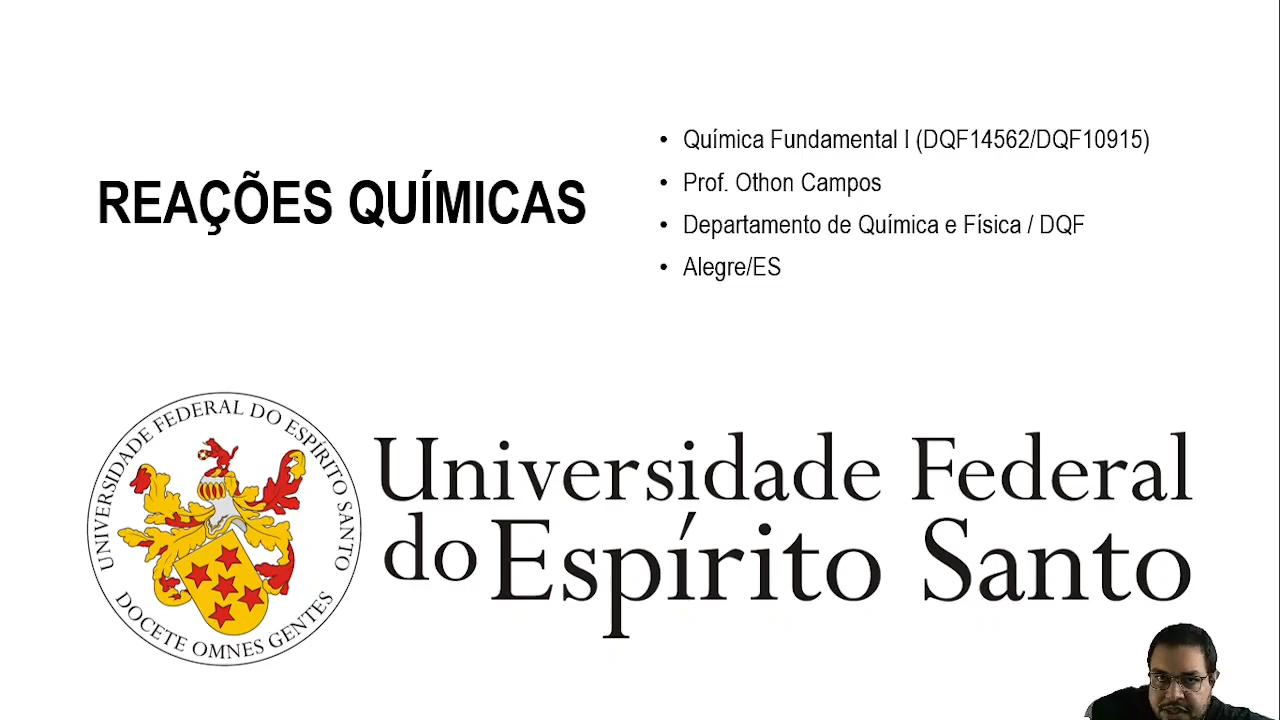 REAÇÕES QUÍMICAS
• Química Fundamental I (DQF14562/DQF10915)
• Prof. Othon Campos
• Departamento de Química e Física / DQF
• Alegre/ES
UNIVERSIDADE FEDERAL DO ESPÍRITO SANTO
DOCETE OMNES GENTES
Universidade Federal
do Espírito Santo